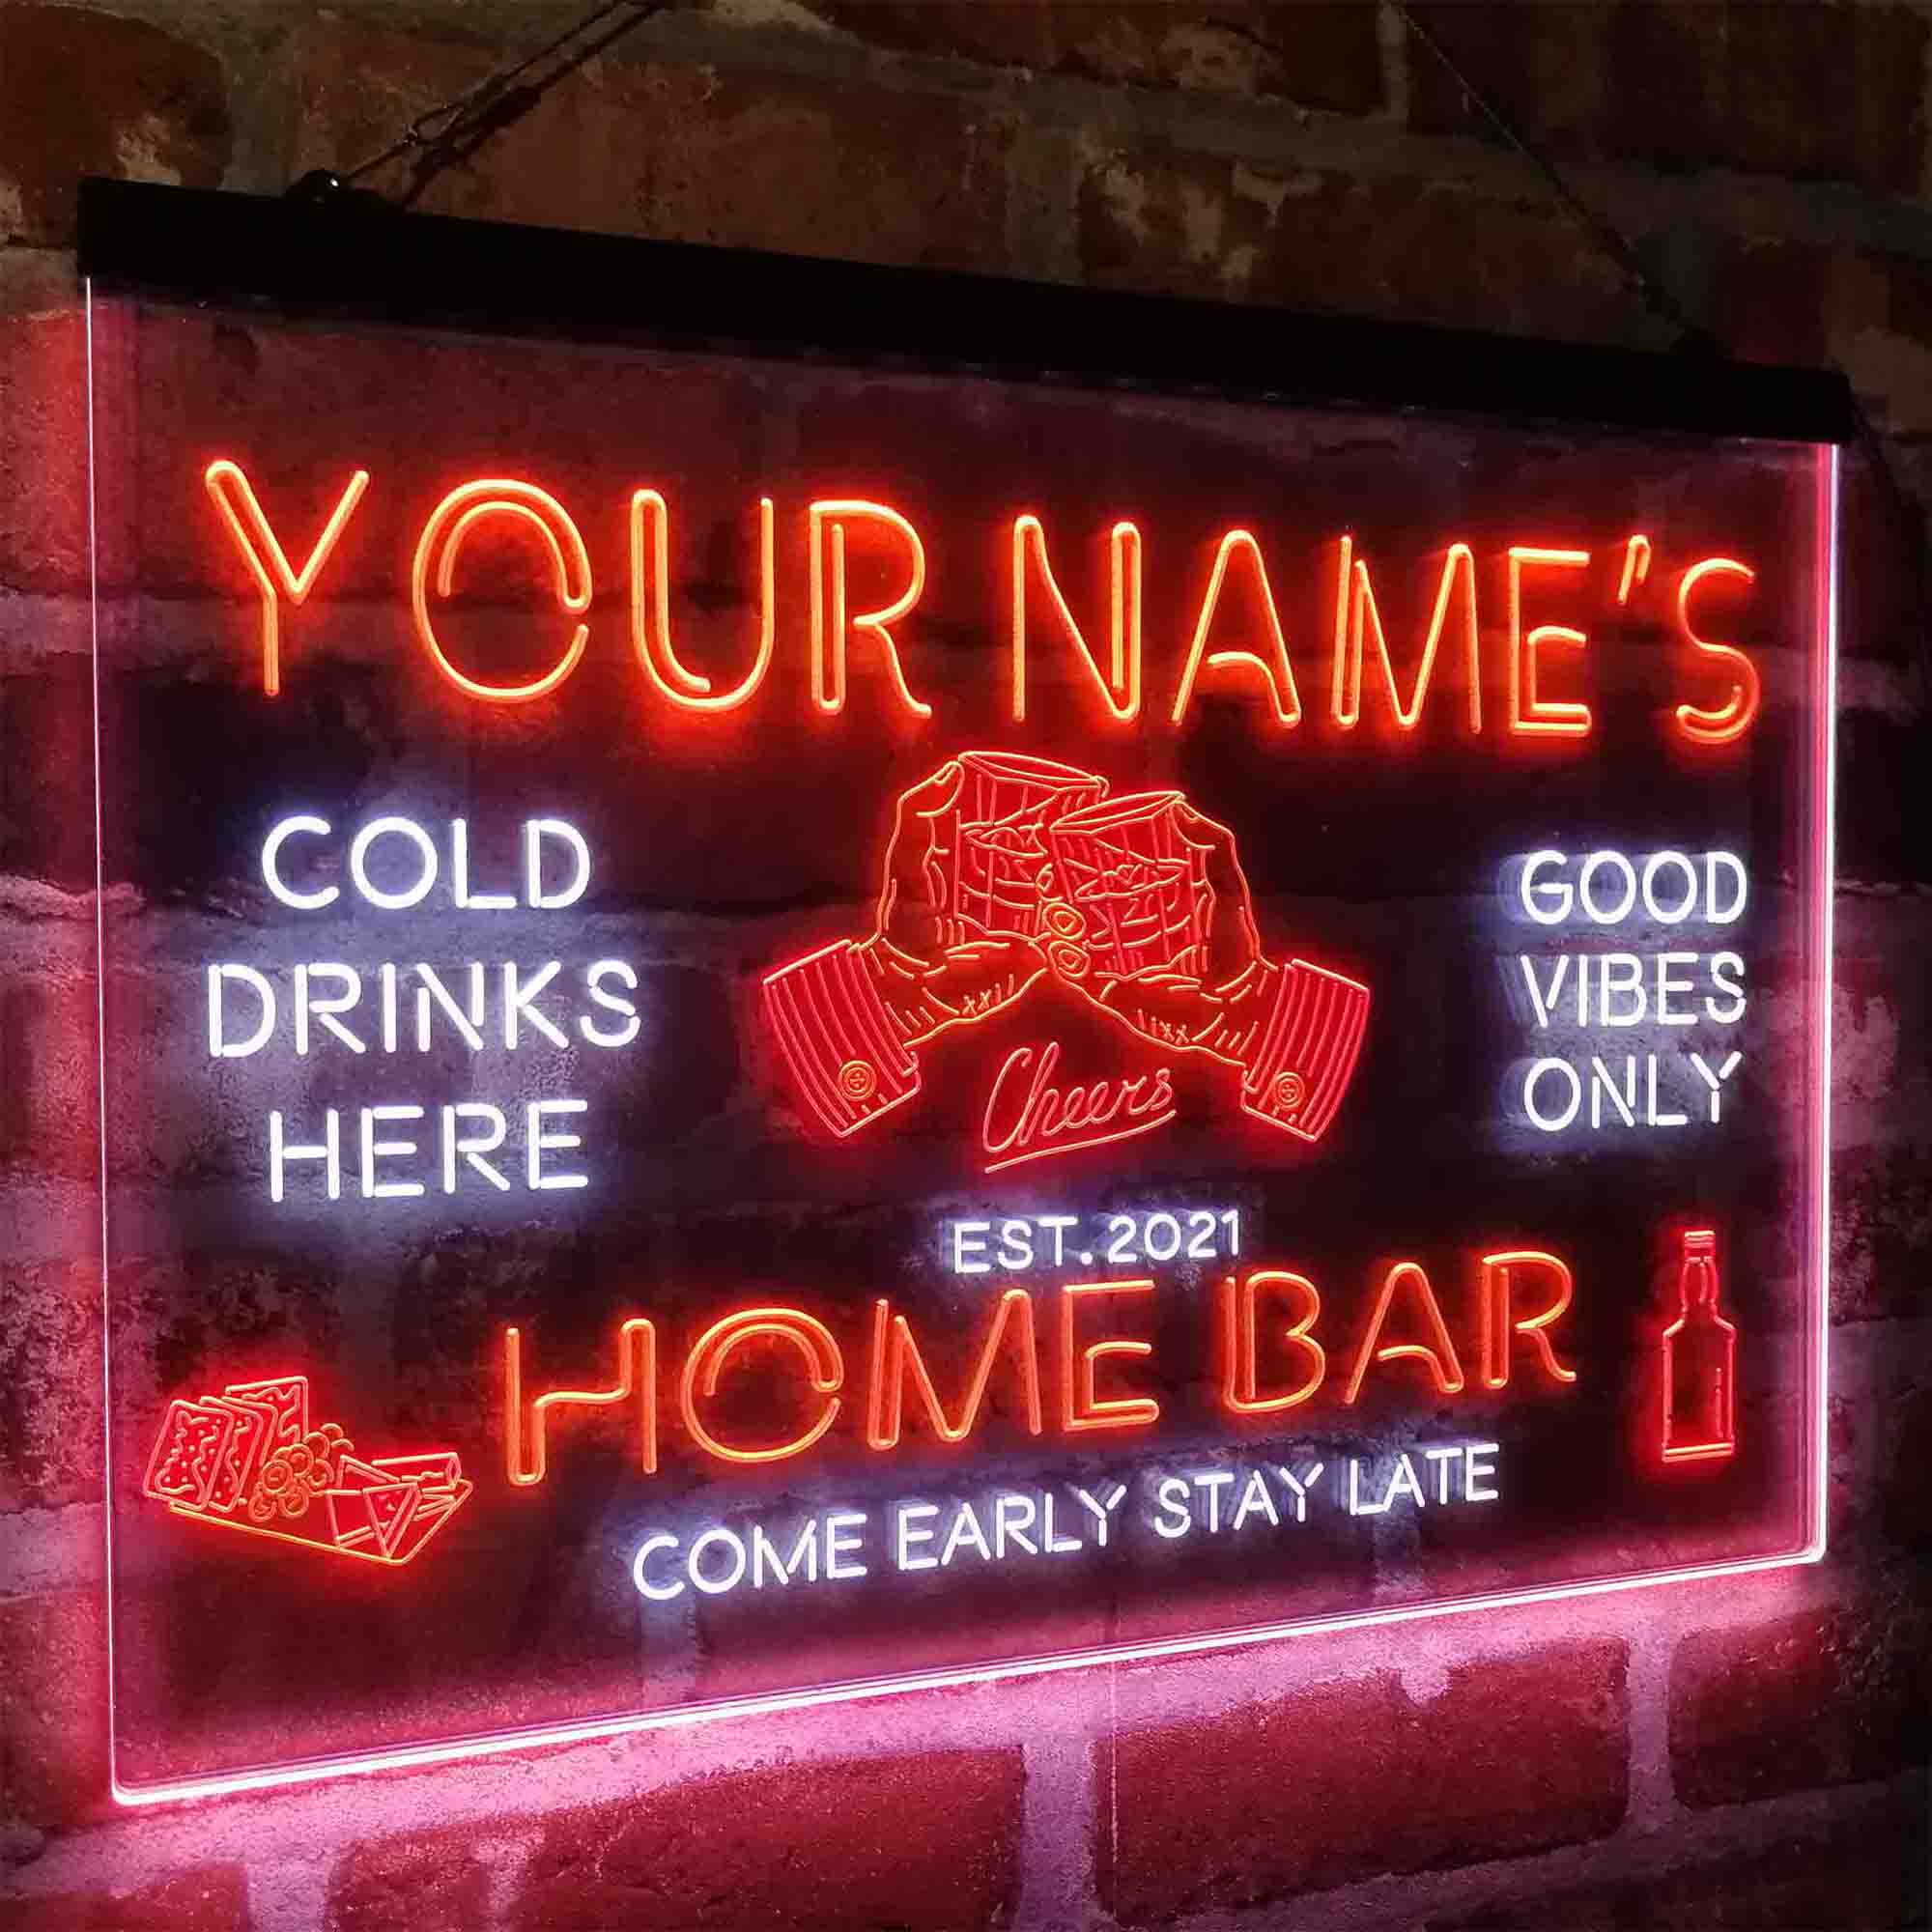 YOUR NAME'S
COLD
DRINKS
HERE
GOOD
VIBES
ONLY
Cheers
EST.2021
HOME BAR
COME EARLY STAY LATE